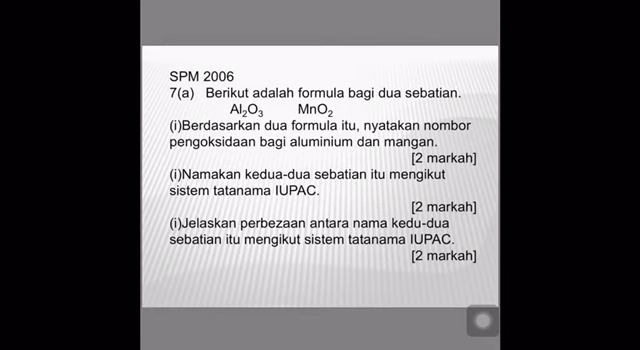 SPM 2006
7(a) Berikut adalah formula bagi dua sebatian.
Al₂O₃ MnO₂
(i)Berdasarkan dua formula itu, nyatakan nombor
pengoksidaan bagi aluminium dan mangan.
[2 markah]
(i)Namakan kedua-dua sebatian itu mengikut
sistem tatanama IUPAC.
[2 markah]
(i)Jelaskan perbezaan antara nama kedu-dua
sebatian itu mengikut sistem tatanama IUPAC.
[2 markah]